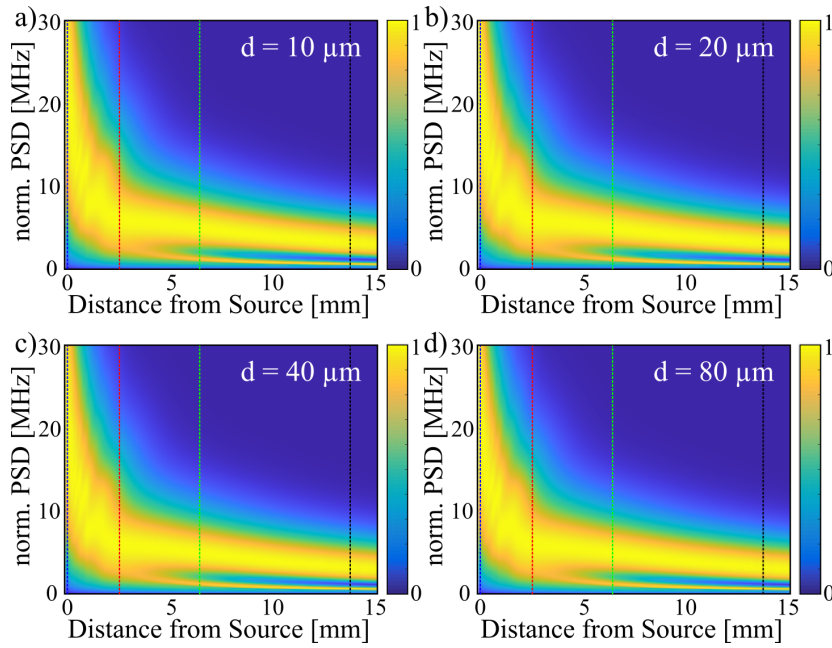 a)
norm. PSD [MHz]
30
20
10
0
d = 10 µm
1
0
0 5 10 15
Distance from Source [mm]
b)
norm. PSD [MHz]
30
20
10
0
d = 20 µm
1
0
0 5 10 15
Distance from Source [mm]
c)
norm. PSD [MHz]
30
20
10
0
d = 40 µm
1
0
0 5 10 15
Distance from Source [mm]
d)
norm. PSD [MHz]
30
20
10
0
d = 80 µm
1
0
0 5 10 15
Distance from Source [mm]